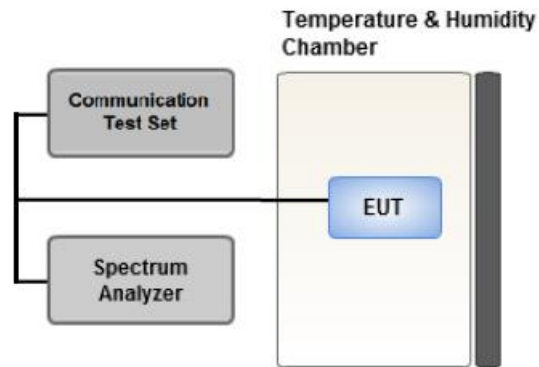 Temperature & Humidity
Chamber
Communication
Test Set
EUT
Spectrum
Analyzer